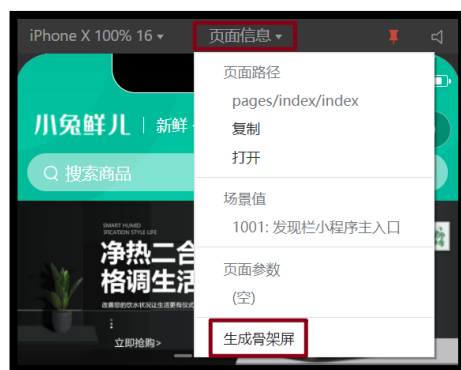 iPhone X 100% 16
页面信息
页面路径
pages/index/index
复制
打开
场景值
1001: 发现栏小程序主入口
页面参数
(空)
生成骨架屏
小兔鲜儿 新鲜
搜索商品
SMART HUMID
净热二合
格调生活
立即抢购>